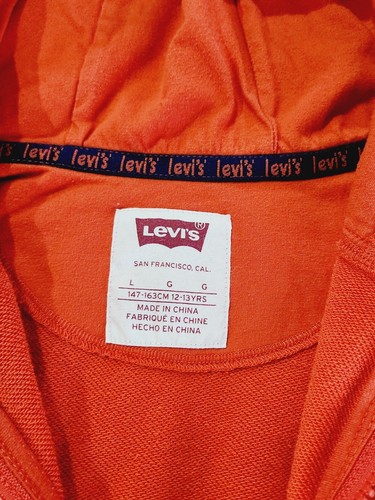 levi's levi's levi's levi's levi's levi's levi's
LEVI'S®
SAN FRANCISCO, CAL.
L G G
147-163CM 12-13YRS
MADE IN CHINA
FABRIQUÉ EN CHINE
HECHO EN CHINA